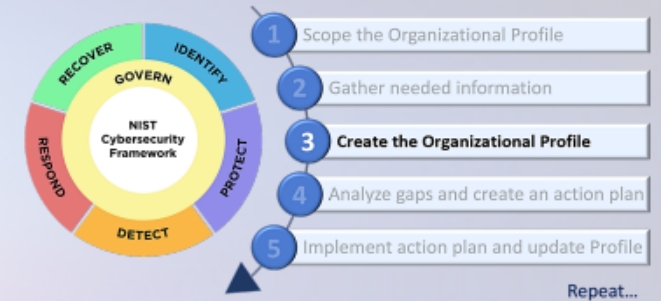 RECOVER
IDENTIFY
GOVERN
NIST
Cybersecurity
Framework
RESPOND
PROTECT
DETECT
1 Scope the Organizational Profile
2 Gather needed information
3 Create the Organizational Profile
4 Analyze gaps and create an action plan
5 Implement action plan and update Profile
Repeat...